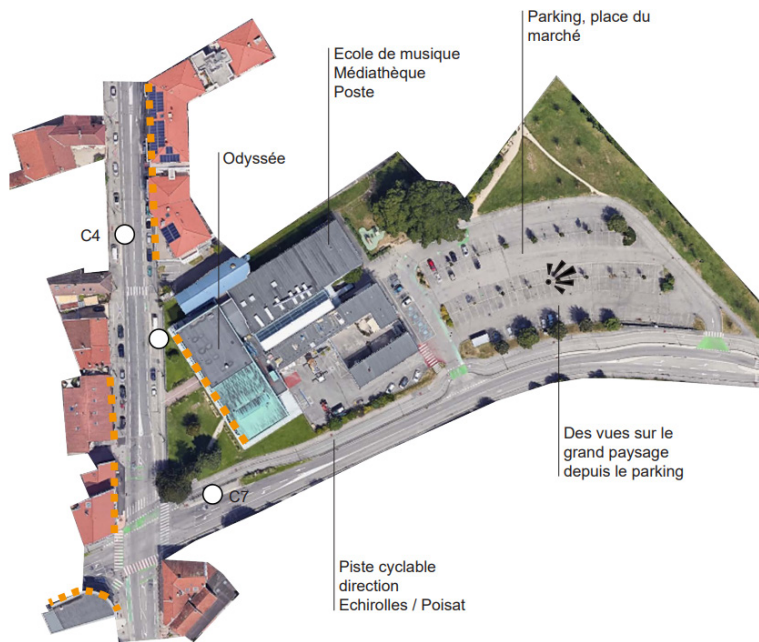 Parking, place du
marché
Ecole de musique
Médiathèque
Poste
Odyssée
C4
Des vues sur le
grand paysage
depuis le parking
C7
Piste cyclable
direction
Echirolles / Poisat